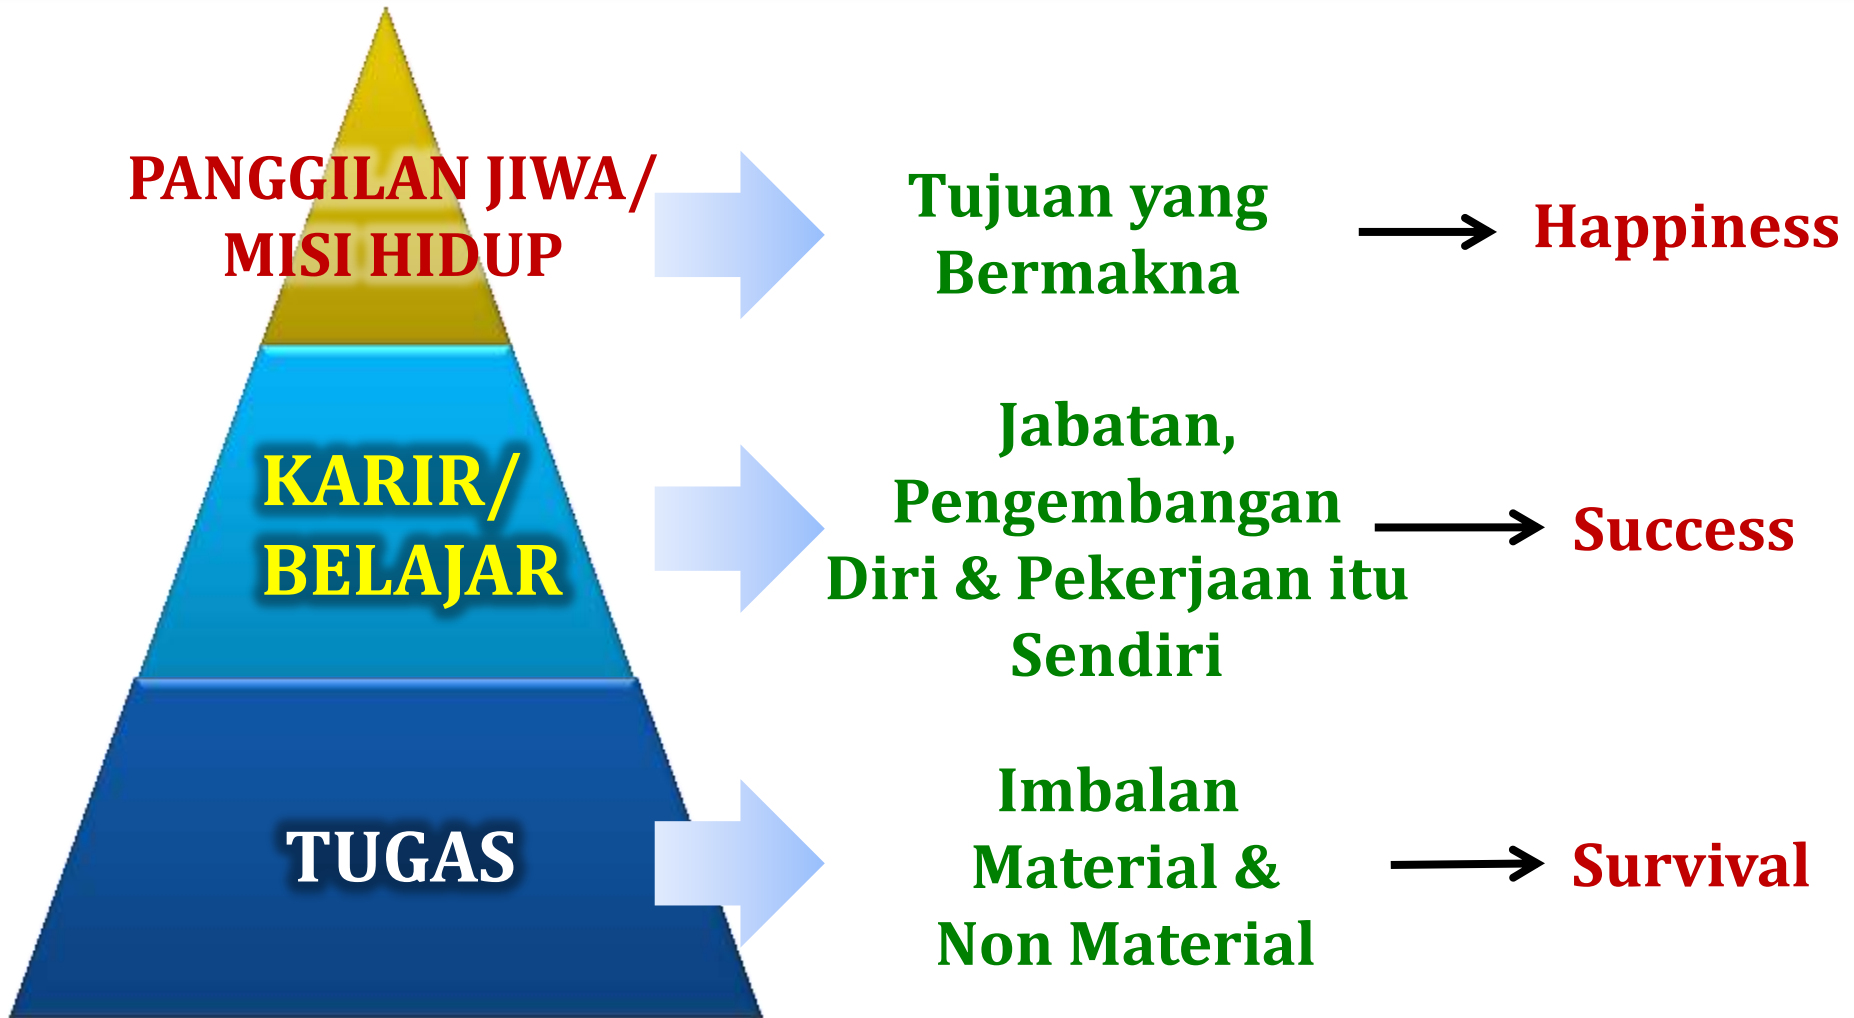 PANGGILAN JIWA/
MISI HIDUP
Tujuan yang
Bermakna
Happiness
KARIR/
BELAJAR
Jabatan,
Pengembangan
Diri & Pekerjaan itu
Sendiri
Success
TUGAS
Imbalan
Material &
Non Material
Survival